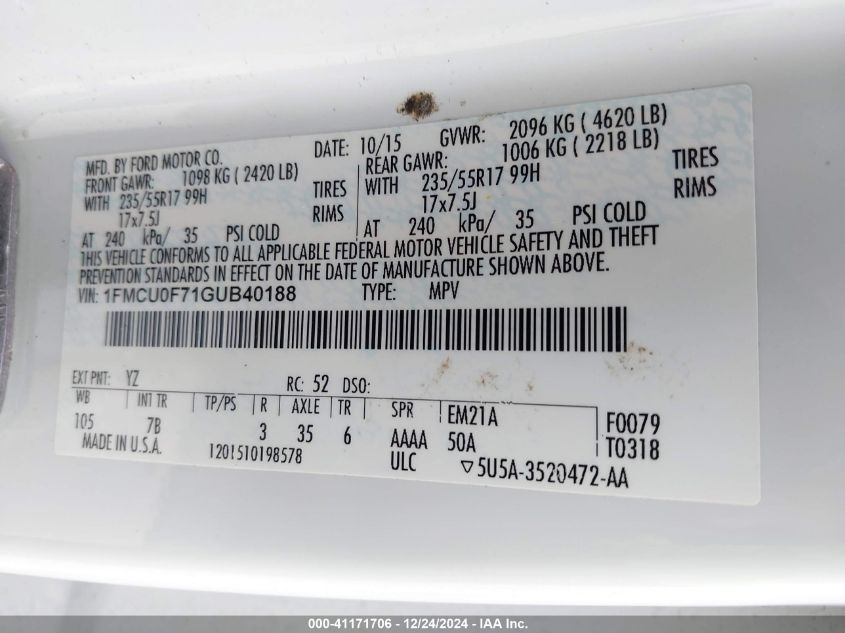 MFD. BY FORD MOTOR CO. DATE: 10/15 GVWR: 2096 KG ( 4620 LB)
FRONT GAWR: 1098 KG ( 2420 LB) REAR GAWR: 1006 KG ( 2218 LB)
WITH 235/55R17 99H TIRES WITH 235/55R17 99H TIRES
17x7.5J RIMS 17x7.5J RIMS
AT 240 kPa/ 35 PSI COLD AT 240 kPa/ 35 PSI COLD
THIS VEHICLE CONFORMS TO ALL APPLICABLE FEDERAL MOTOR VEHICLE SAFETY AND THEFT
PREVENTION STANDARDS IN EFFECT ON THE DATE OF MANUFACTURE SHOWN ABOVE.
VIN: 1FMCU0F71GUB40188 TYPE: MPV
EXT PNT: YZ RC: 52 DSO:
WB INT TR TP/PS R AXLE TR SPR EM21A F0079
105 7B 3 35 6 AAAA 50A T0318
MADE IN U.S.A. 1201510198578 ULC ▽5U5A-3520472-AA
000-41171706 - 12/24/2024 - IAA Inc.